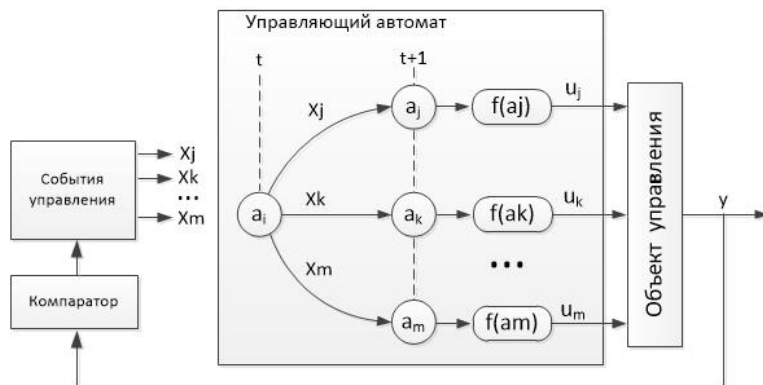 Управляющий автомат
t
t+1
События
управления
Xj
Xk
...
Xm
Компаратор
ai
Xj
Xk
Xm
aj
ak
am
f(aj)
f(ak)
...
f(am)
uj
uk
um
Объект управления
y